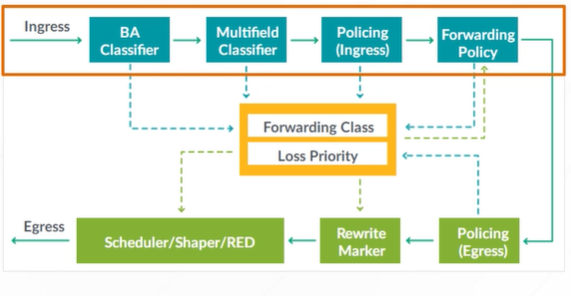 Ingress
BA
Classifier
Multifield
Classifier
Policing
(Ingress)
Forwarding
Policy
Forwarding Class
Loss Priority
Egress
Scheduler/Shaper/RED
Rewrite
Marker
Policing
(Egress)